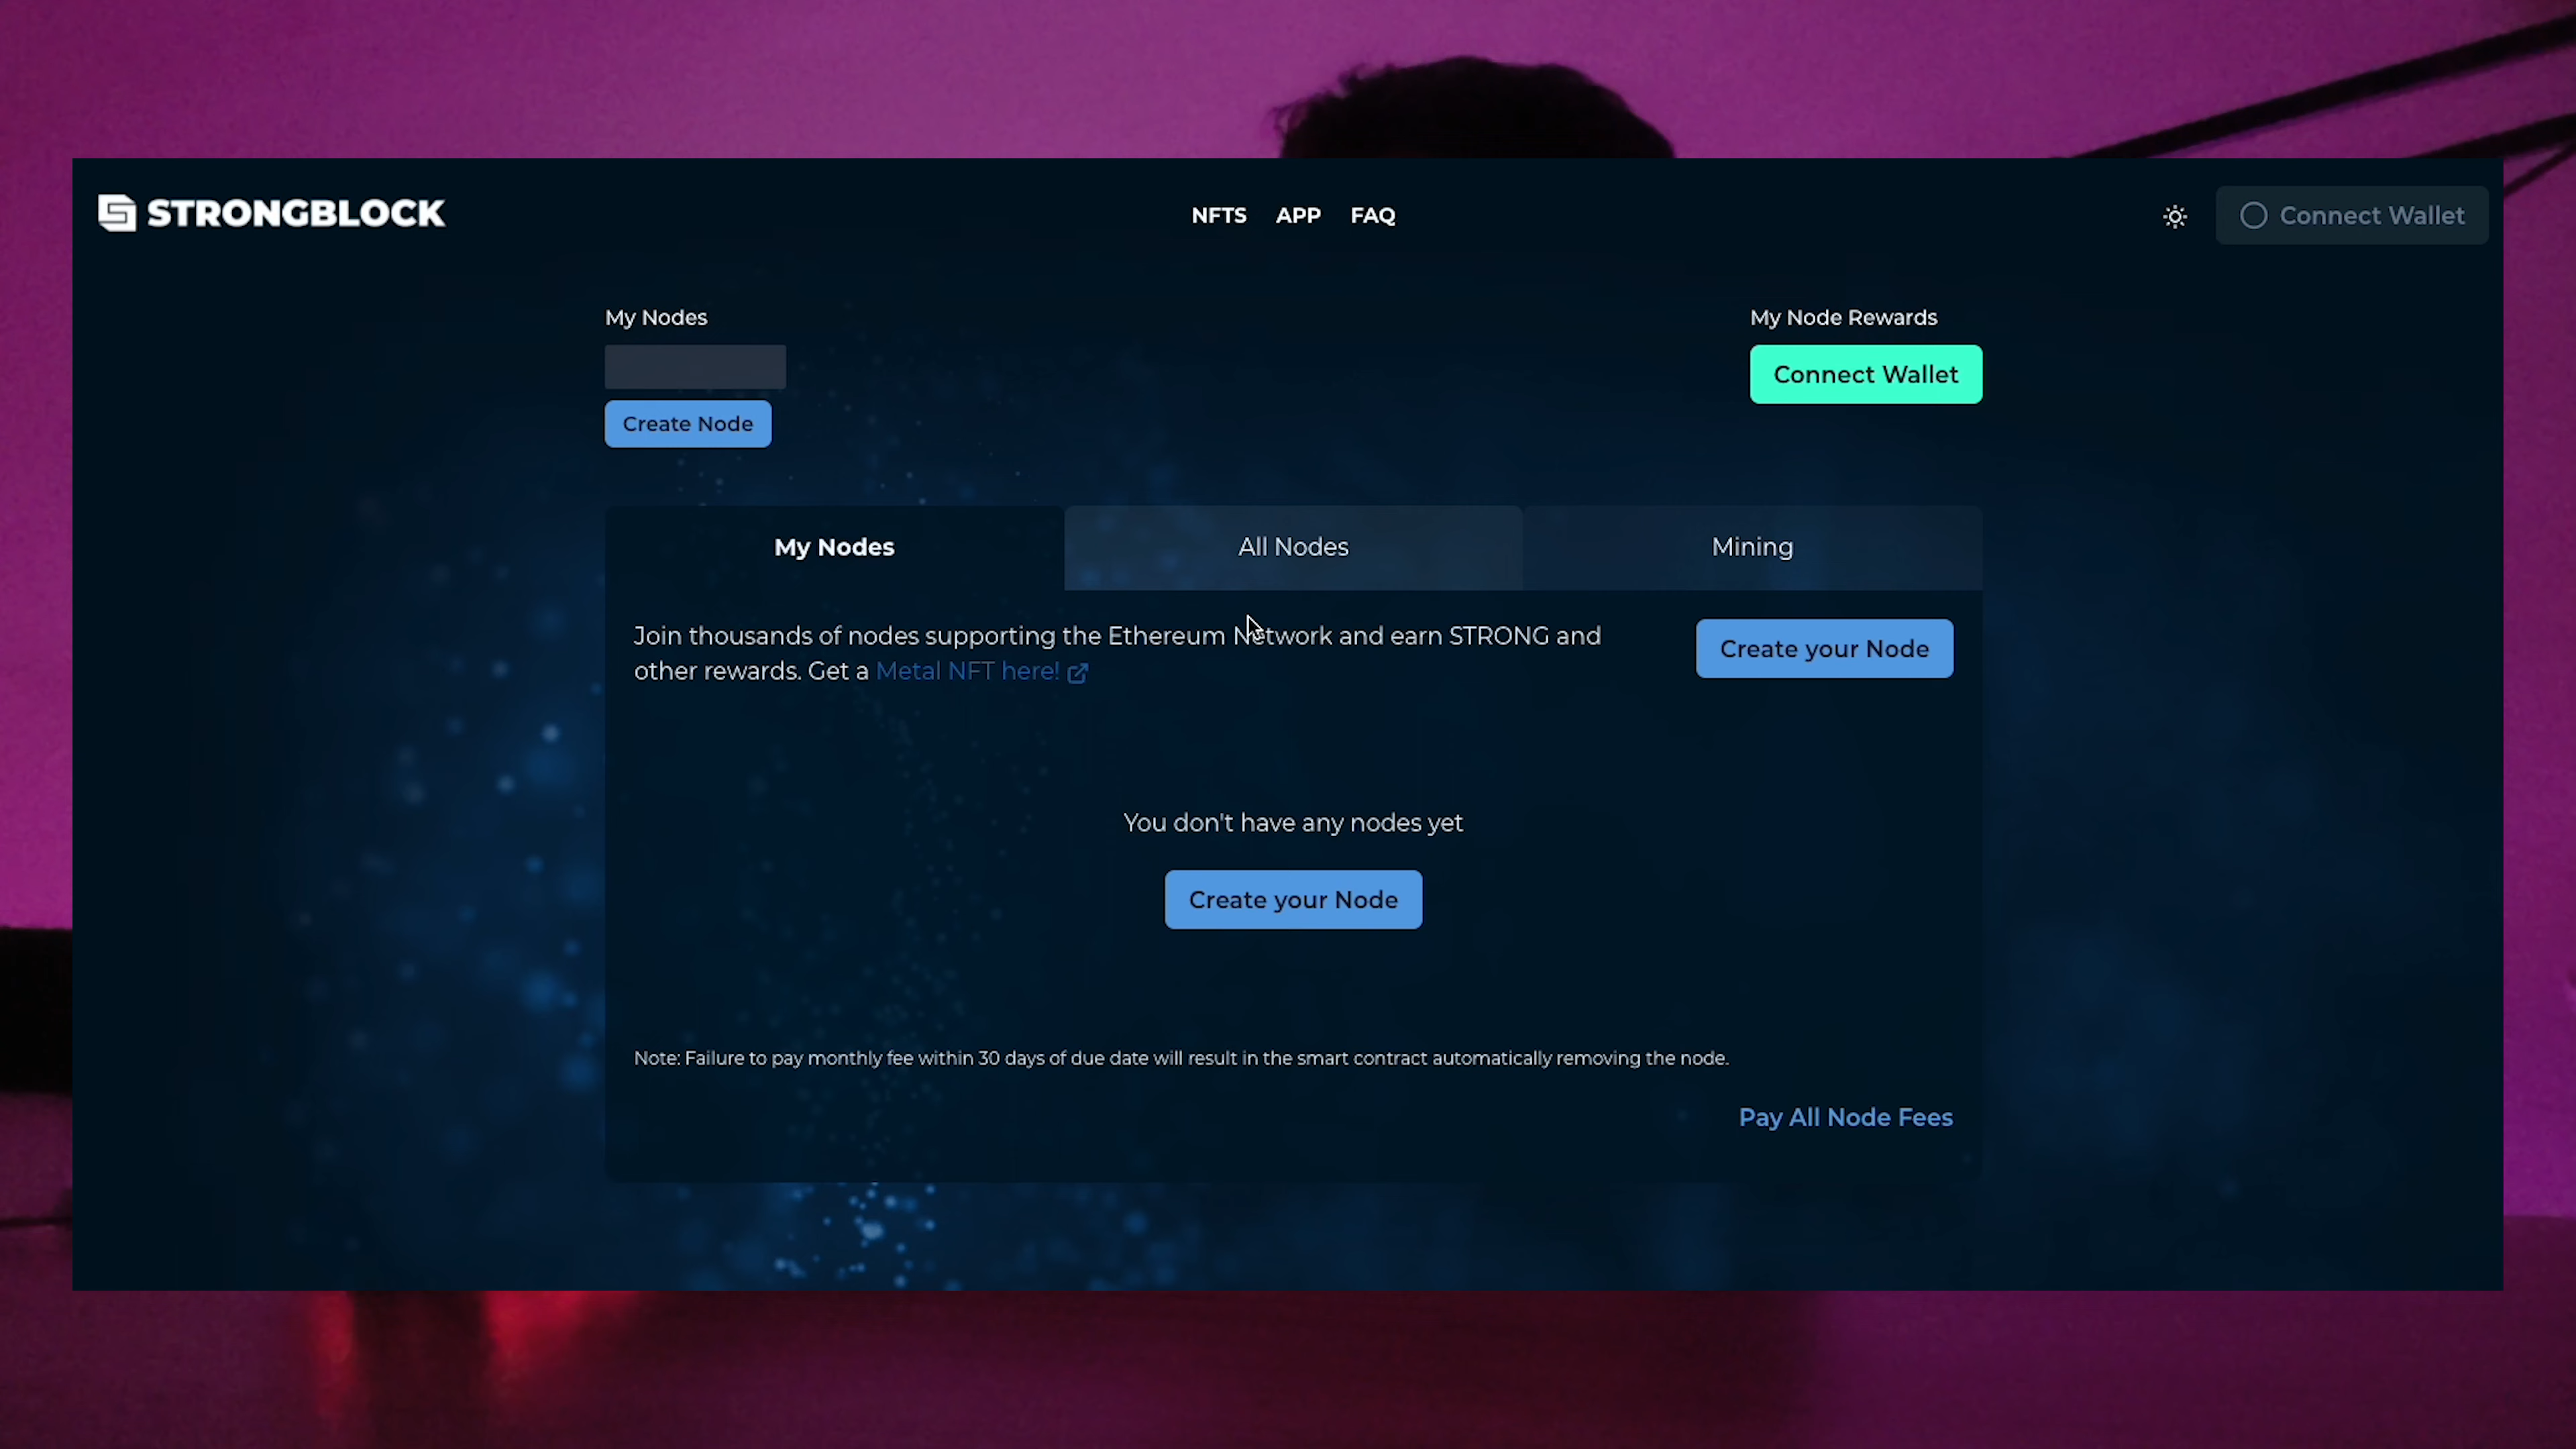 STRONGBLOCK
NFTS APP FAQ
Connect Wallet
My Nodes
My Node Rewards
Connect Wallet
Create Node
My Nodes
All Nodes
Mining
Join thousands of nodes supporting the Ethereum Network and earn STRONG and
other rewards. Get a Metal NFT here!
Create your Node
You don't have any nodes yet
Create your Node
Note: Failure to pay monthly fee within 30 days of due date will result in the smart contract automatically removing the node.
Pay All Node Fees